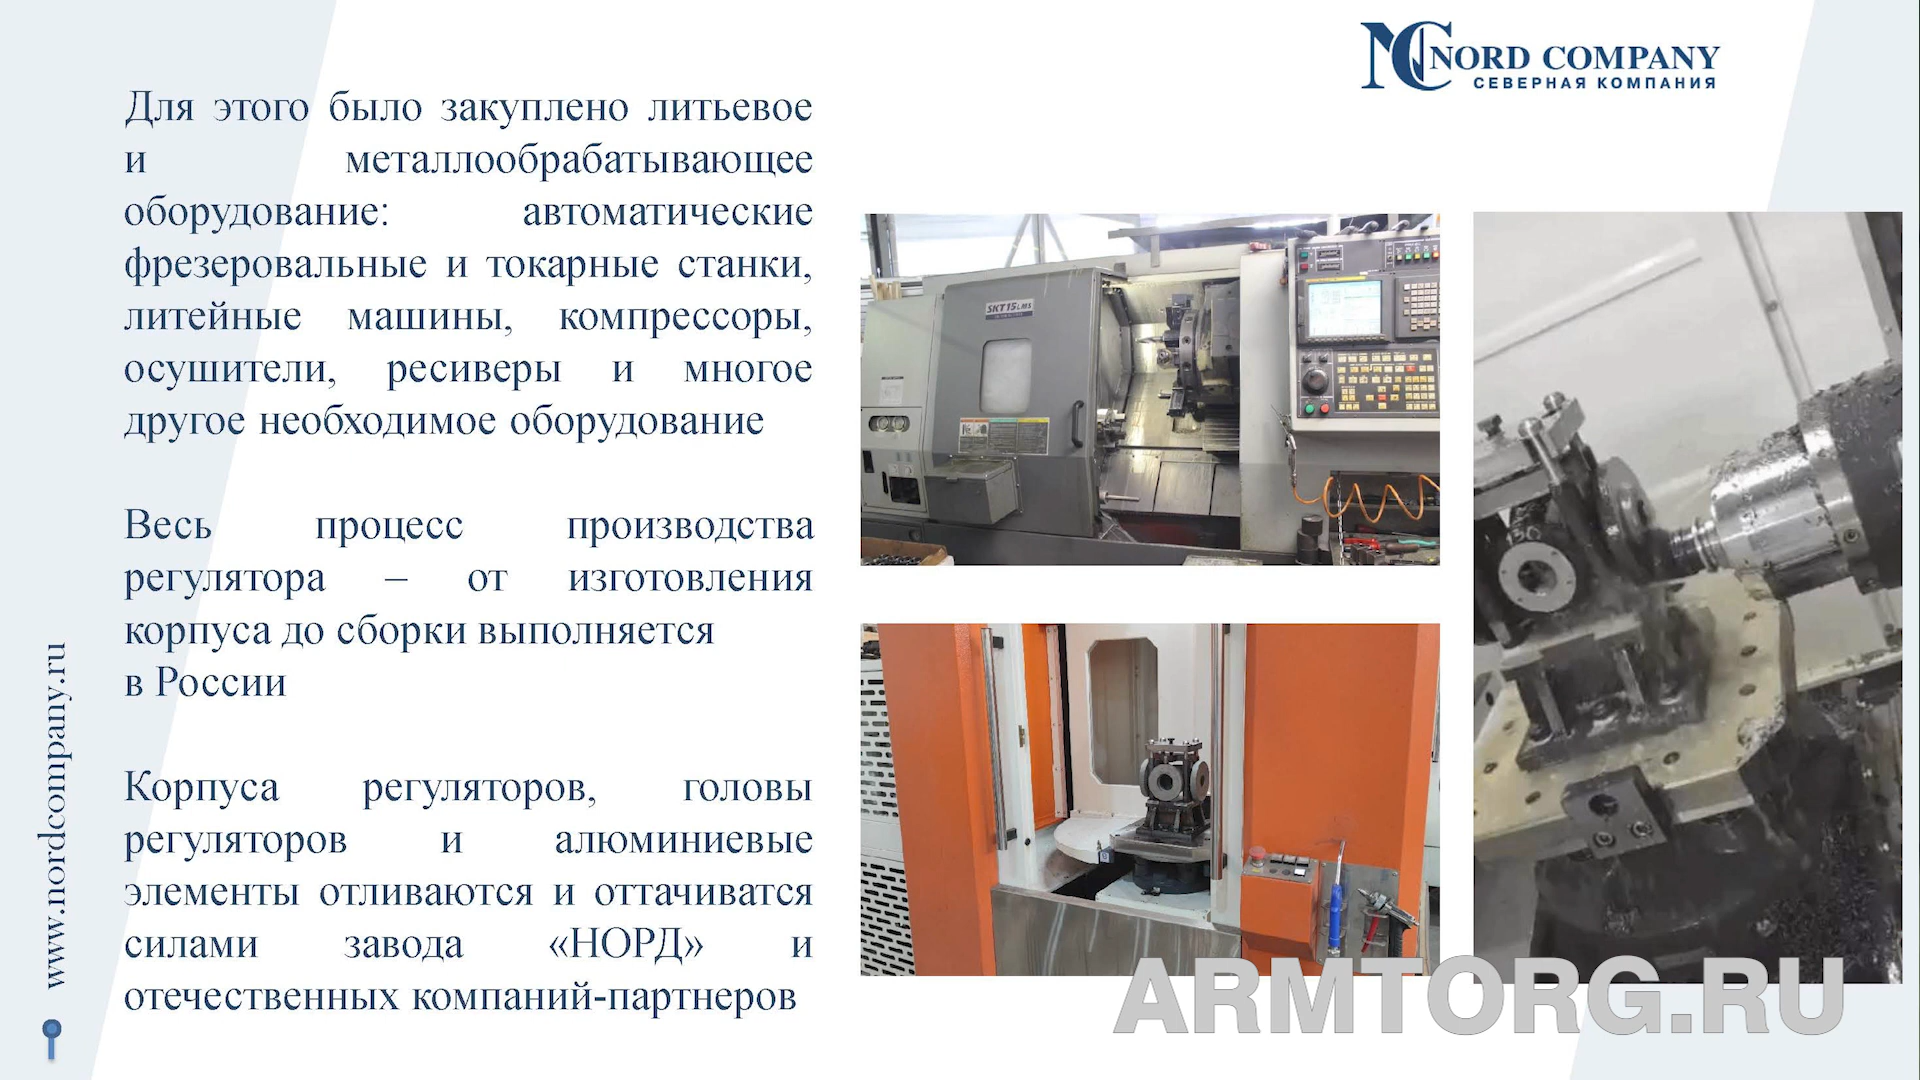 NC NORD COMPANY
СЕВЕРНАЯ КОМПАНИЯ
Для этого было закуплено литьевое
и металлообрабатывающее
оборудование: автоматические
фрезеровальные и токарные станки,
литейные машины, компрессоры,
осушители, ресиверы и многое
другое необходимое оборудование
Весь процесс производства
регулятора – от изготовления
корпуса до сборки выполняется
в России
Корпуса регуляторов, головы
регуляторов и алюминиевые
элементы отливаются и оттачиватся
силами завода «НОРД» и
отечественных компаний-партнеров
www.nordcompany.ru
SKT15LMS
130
ARMTORG.RU